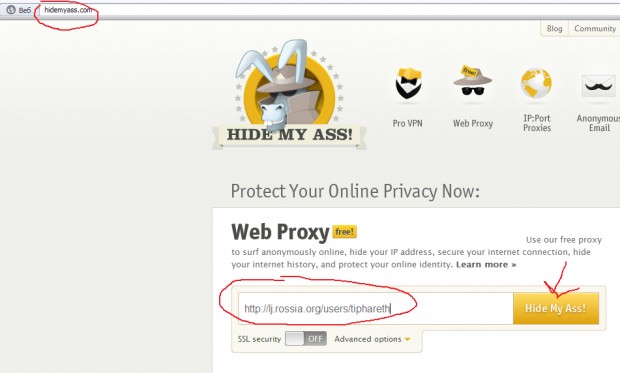 Веб
hidemyass.com
Blog
Community
free!
Pro VPN
Web Proxy
IP:Port
Proxies
Anonymous
Email
HIDE MY ASS!
Protect Your Online Privacy Now:
Web Proxy free!
Use our free proxy
to surf anonymously online, hide your IP address, secure your internet connection, hide
your internet history, and protect your online identity. Learn more »
http://lj.rossia.org/users/tiphareth
Hide My Ass!
SSL security OFF Advanced options